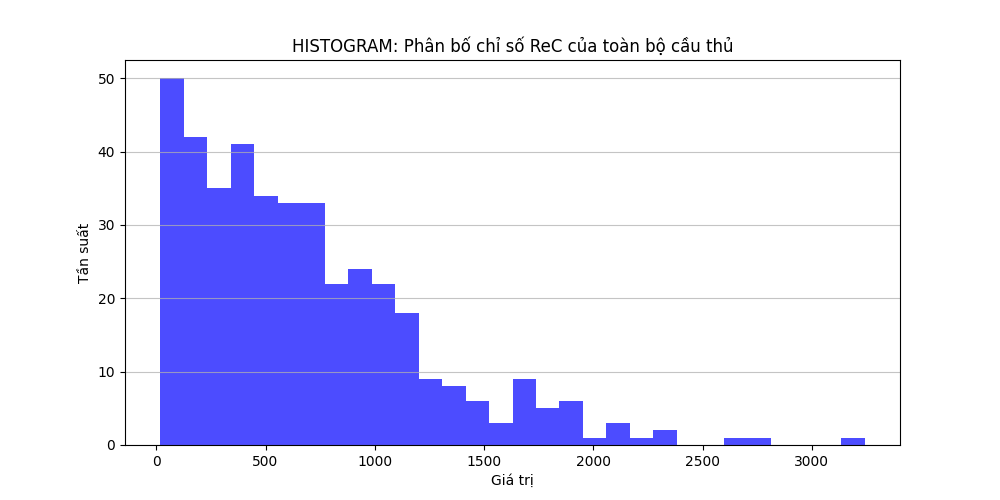 HISTOGRAM: Phân bố chỉ số ReC của toàn bộ cầu thủ
50
40
30
20
10
0
Tần suất
0 500 1000 1500 2000 2500 3000
Giá trị